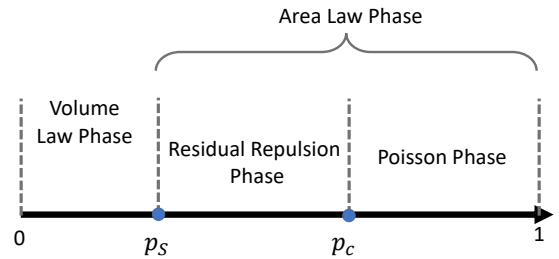 Area Law Phase
Volume
Law Phase
Residual Repulsion
Phase
Poisson Phase
0
p_S
p_c
1